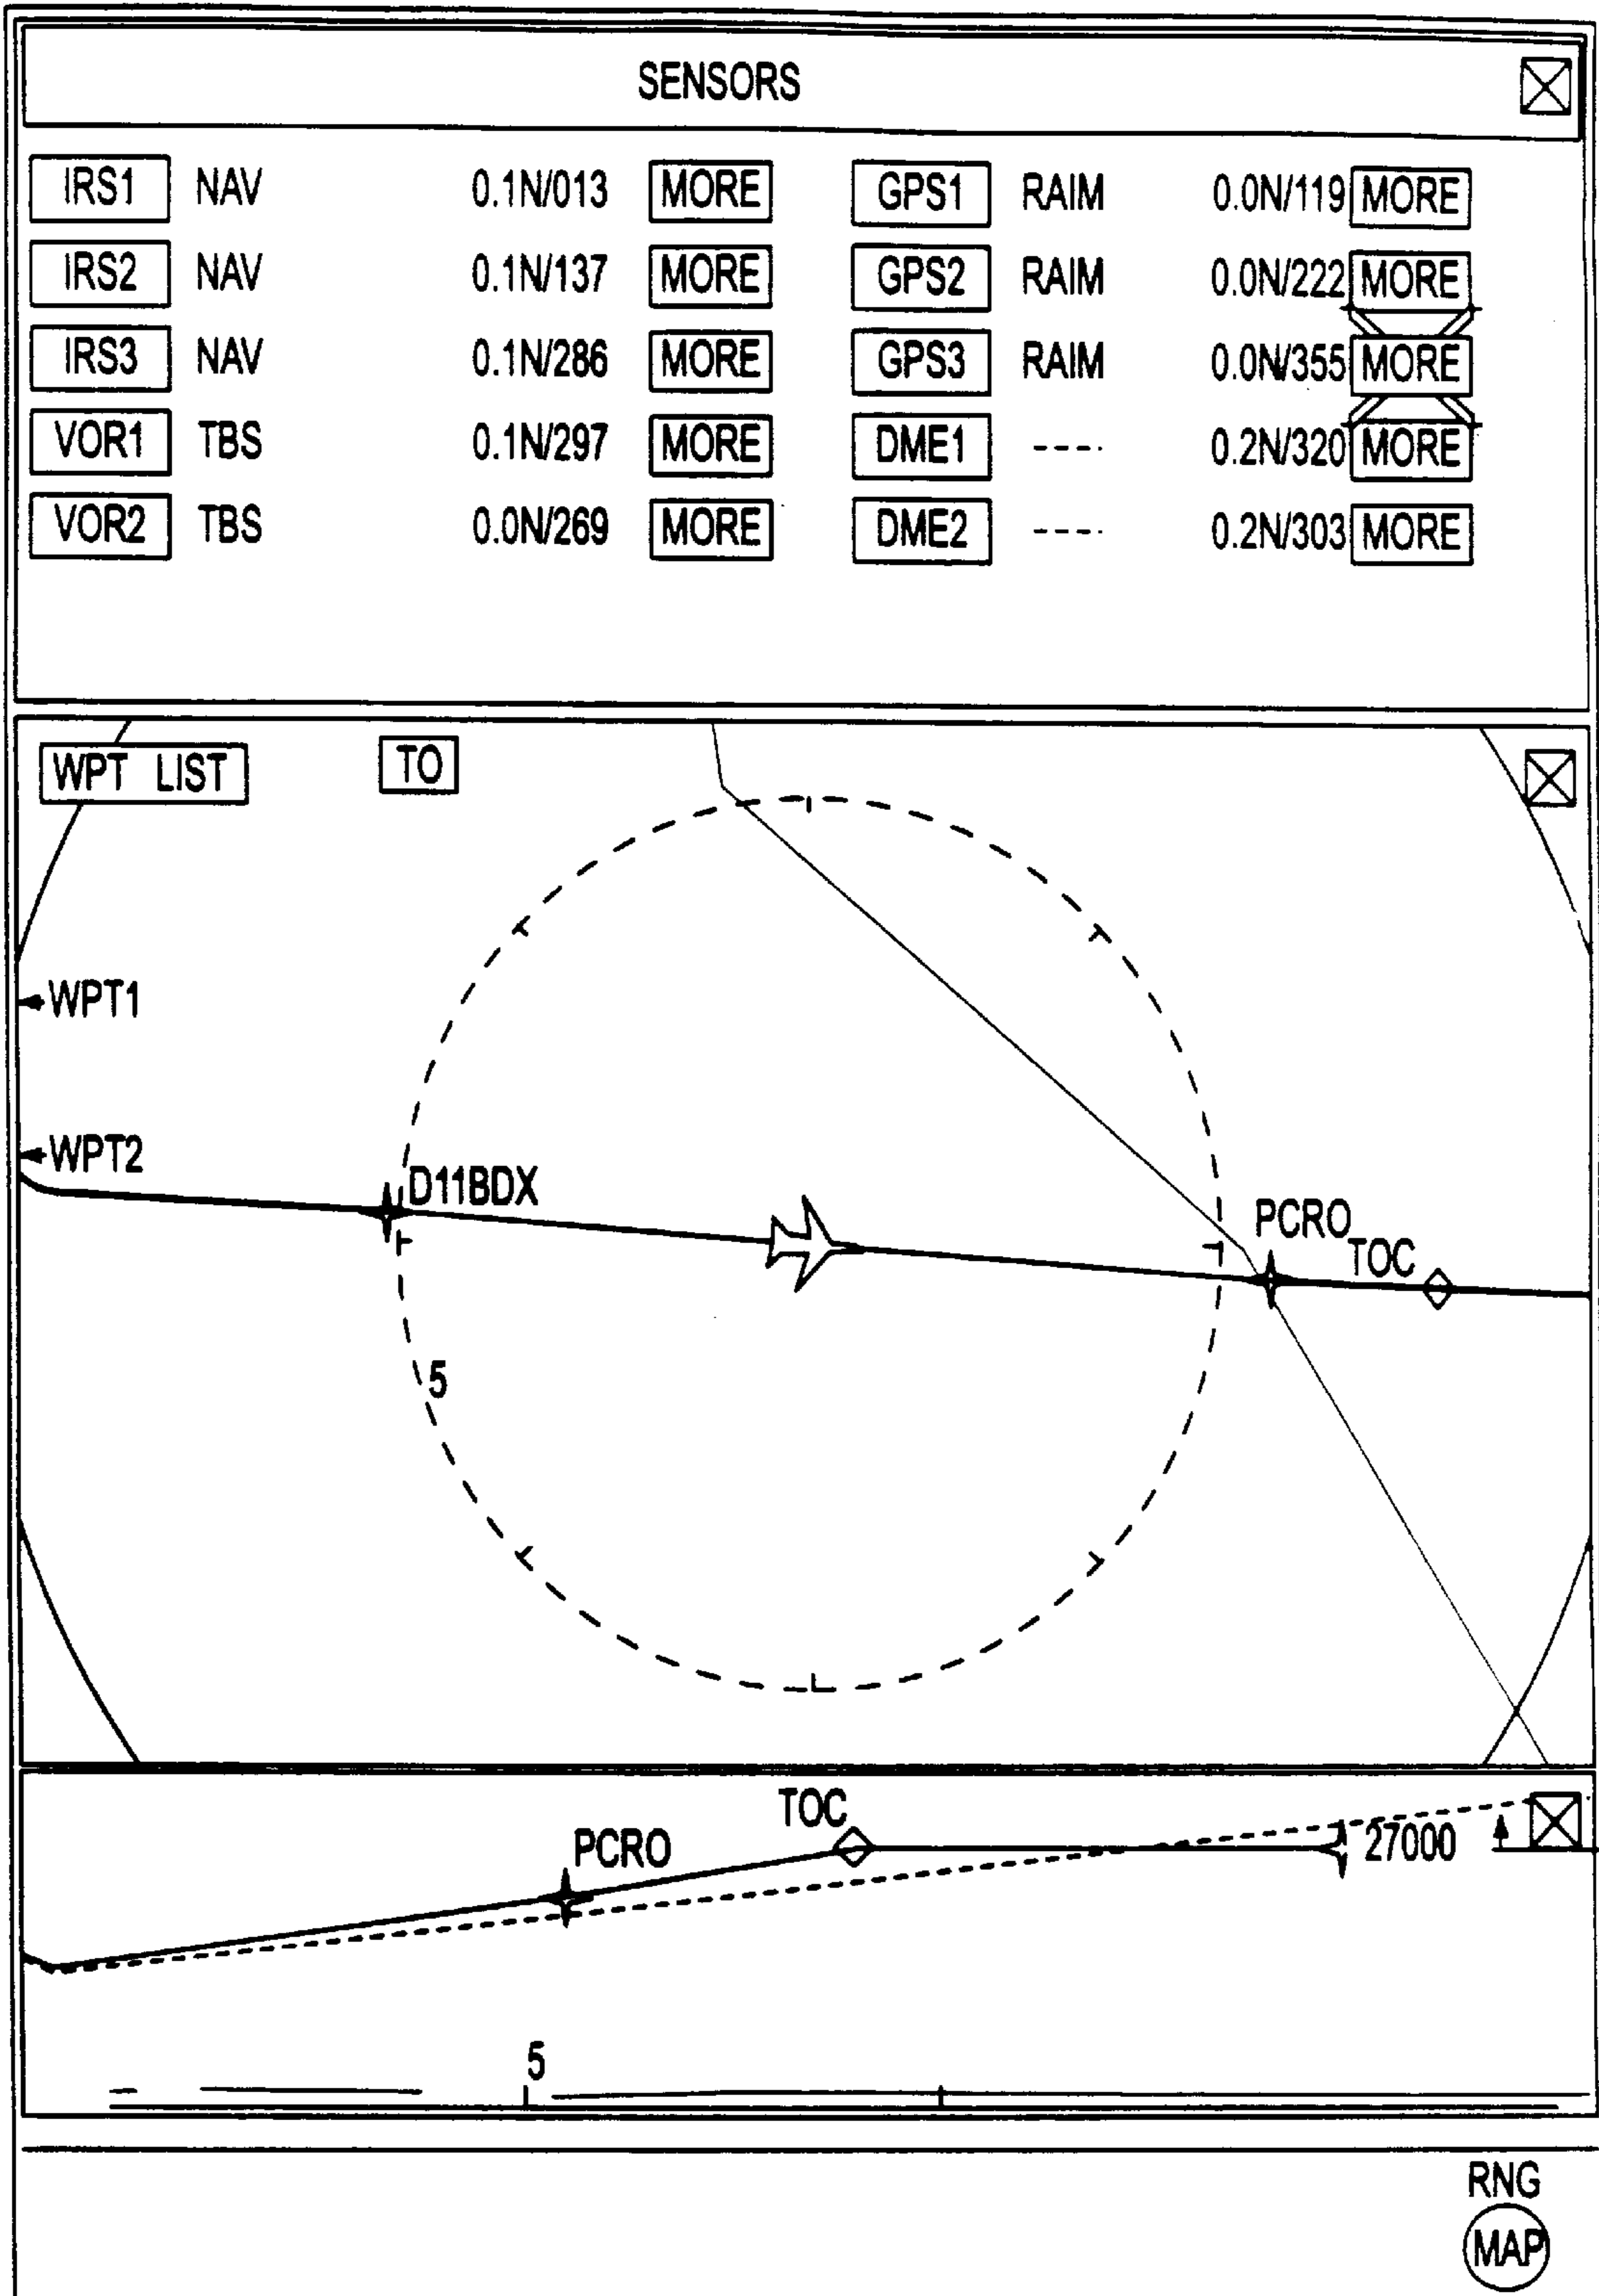 SENSORS
IRS1 NAV 0.1N/013 MORE GPS1 RAIM 0.0N/119 MORE
IRS2 NAV 0.1N/137 MORE GPS2 RAIM 0.0N/222 MORE
IRS3 NAV 0.1N/286 MORE GPS3 RAIM 0.0N/355 MORE
VOR1 TBS 0.1N/297 MORE DME1 ---- 0.2N/320 MORE
VOR2 TBS 0.0N/269 MORE DME2 ---- 0.2N/303 MORE
WPT LIST TO
WPT1
WPT2
D11BDX
PCRO
TOC
5
TOC
PCRO
27000
5
RNG
MAP